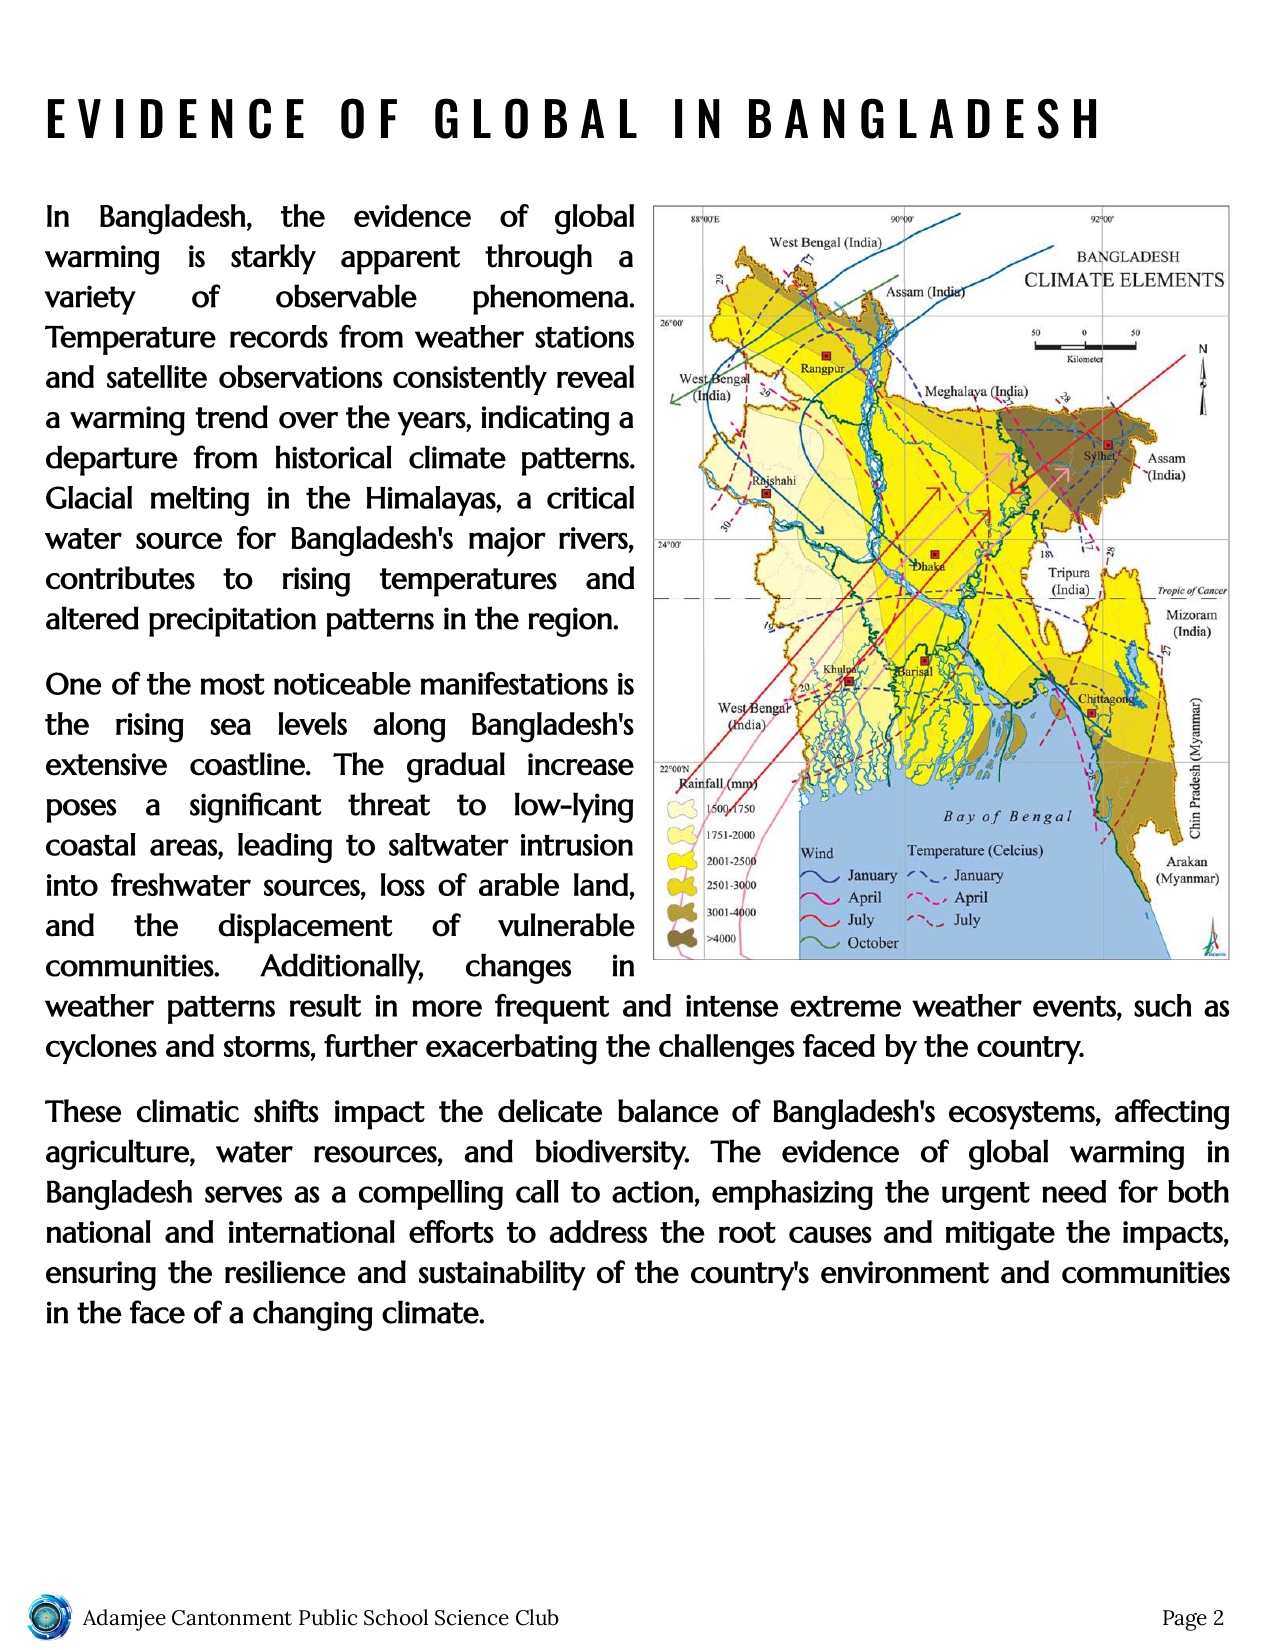 EVIDENCE OF GLOBAL IN BANGLADESH
In Bangladesh, the evidence of global
warming is starkly apparent through a
variety of observable phenomena.
Temperature records from weather stations
and satellite observations consistently reveal
a warming trend over the years, indicating a
departure from historical climate patterns.
Glacial melting in the Himalayas, a critical
water source for Bangladesh's major rivers,
contributes to rising temperatures and
altered precipitation patterns in the region.
One of the most noticeable manifestations is
the rising sea levels along Bangladesh's
extensive coastline. The gradual increase
poses a significant threat to low-lying
coastal areas, leading to saltwater intrusion
into freshwater sources, loss of arable land,
and the displacement of vulnerable
communities. Additionally, changes in
weather patterns result in more frequent and intense extreme weather events, such as
cyclones and storms, further exacerbating the challenges faced by the country.
These climatic shifts impact the delicate balance of Bangladesh's ecosystems, affecting
agriculture, water resources, and biodiversity. The evidence of global warming in
Bangladesh serves as a compelling call to action, emphasizing the urgent need for both
national and international efforts to address the root causes and mitigate the impacts,
ensuring the resilience and sustainability of the country's environment and communities
in the face of a changing climate.
88°00'E
90°00'
92°00'
West Bengal (India)
17
BANGLADESH
CLIMATE ELEMENTS
29
Assam (India)
26°00'
50 0 50
Kilometer
N
Rangpur
West Bengal
(India)
29
Meghalaya (India)
Sylhet
Assam
(India)
Rajshahi
30
24°00'
Dhaka
18
17
28
Tripura
(India)
Tropic of Cancer
Mizoram
(India)
19
27
Khulna
Barisal
20
West Bengal
(India)
Chittagong
Chin Pradesh (Myanmar)
22°00'N
Rainfall (mm)
1500-1750
1751-2000
2001-2500
2501-3000
3001-4000
>4000
Bay of Bengal
Wind
January
April
July
October
Temperature (Celcius)
January
April
July
Arakan
(Myanmar)
Adamjee Cantonment Public School Science Club
Page 2